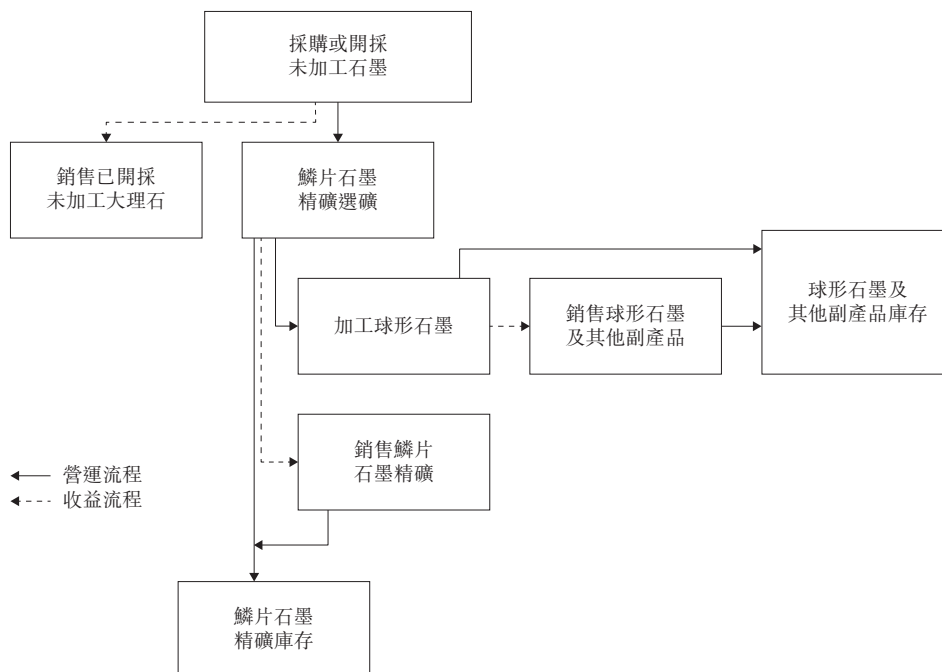 採購或開採
未加工石墨
銷售已開採
未加工大理石
鱗片石墨
精礦選礦
加工球形石墨
銷售球形石墨
及其他副產品
球形石墨及
其他副產品庫存
銷售鱗片
石墨精礦
營運流程
收益流程
鱗片石墨
精礦庫存